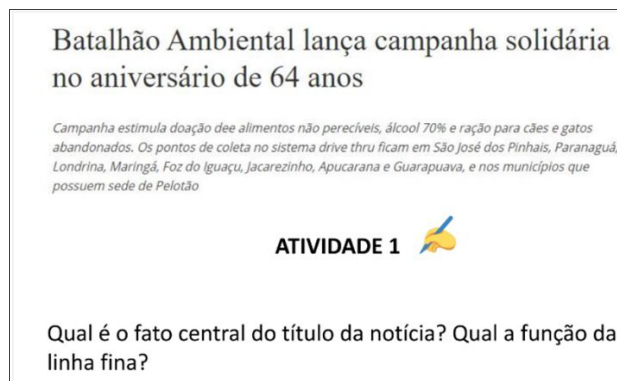 Batalhão Ambiental lança campanha solidária
no aniversário de 64 anos
Campanha estimula doação dee alimentos não perecíveis, álcool 70% e ração para cães e gatos
abandonados. Os pontos de coleta no sistema drive thru ficam em São José dos Pinhais, Paranaguá,
Londrina, Maringá, Foz do Iguaçu, Jacarezinho, Apucarana e Guarapuava, e nos municípios que
possuem sede de Pelotão
ATIVIDADE 1
Qual é o fato central do título da notícia? Qual a função da
linha fina?